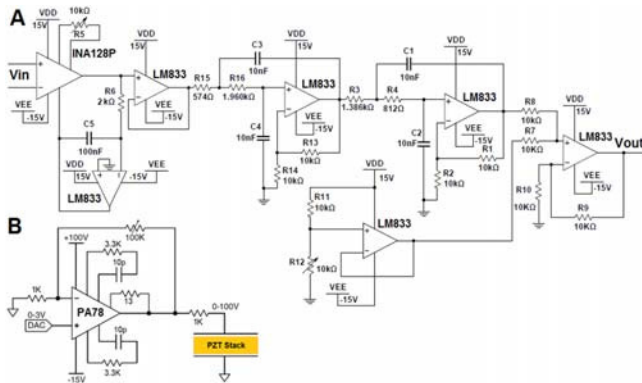 A
VDD
15V
10kΩ
R5
INA128P
Vin
VEE
-15V
R6
2kΩ
C5
100nF
VDD
15V
VEE
-15V
LM833
VDD
15V
LM833
VEE
-15V
R15
574Ω
R16
1.960kΩ
C3
10nF
C4
10nF
VDD
15V
LM833
VEE
-15V
R13
10kΩ
R14
10kΩ
R3
1.386kΩ
R4
812Ω
C1
10nF
C2
10nF
VDD
15V
LM833
VEE
-15V
R1
10kΩ
R2
10kΩ
R8
10kΩ
R7
10kΩ
VDD
15V
LM833
Vout
VEE
-15V
R10
10KΩ
R9
10KΩ
VDD
15V
R11
10kΩ
LM833
R12
10kΩ
VEE
-15V
B
+100V
100K
3.3K
10p
1K
13
PA78
0-3V
DAC
10p
3.3K
-15V
0-100V
1K
PZT Stack